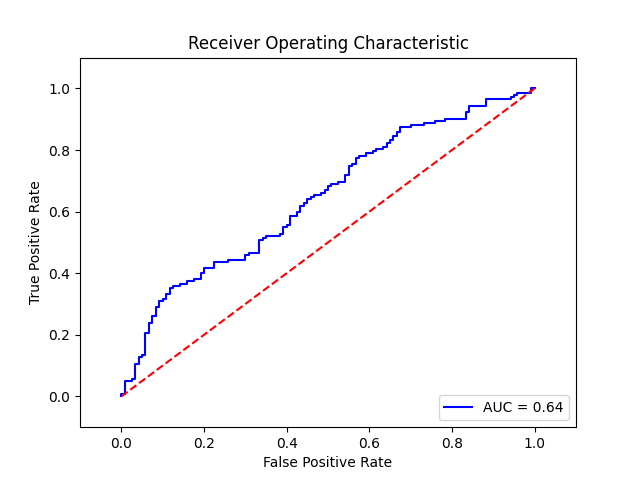 Receiver Operating Characteristic
True Positive Rate
1.0
0.8
0.6
0.4
0.2
0.0
AUC = 0.64
0.0 0.2 0.4 0.6 0.8 1.0
False Positive Rate